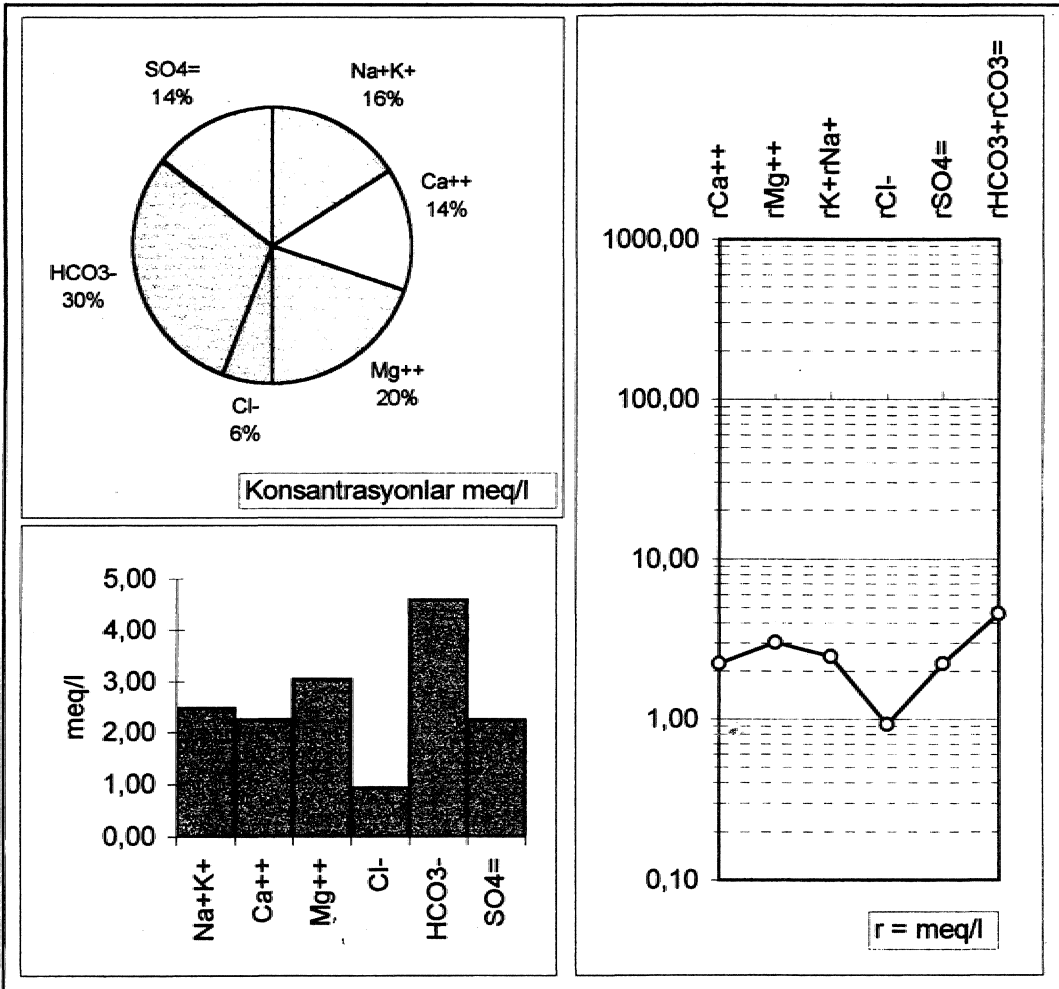 SO4=
14%
Na+K+
16%
Ca++
14%
HCO3-
30%
Mg++
20%
Cl-
6%
Konsantrasyonlar meq/l
5,00
4,00
3,00
2,00
1,00
0,00
meq/l
Na+K+
Ca++
Mg++
Cl-
HCO3-
SO4=
rCa++
rMg++
rK+rNa+
rCl-
rSO4=
rHCO3+rCO3=
1000,00
100,00
10,00
1,00
0,10
r = meq/l